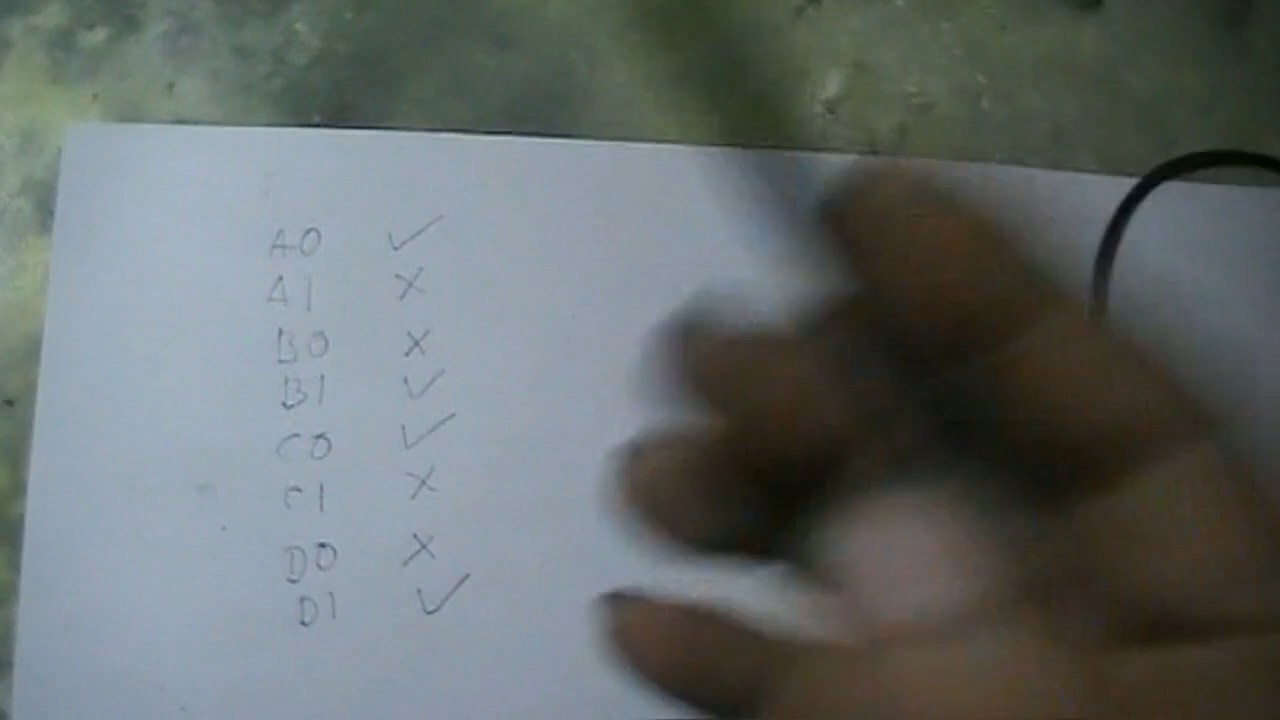 A0 ✓
A1 ×
B0 ×
B1 ✓
C0 ✓
C1 ×
D0 ×
D1 ✓